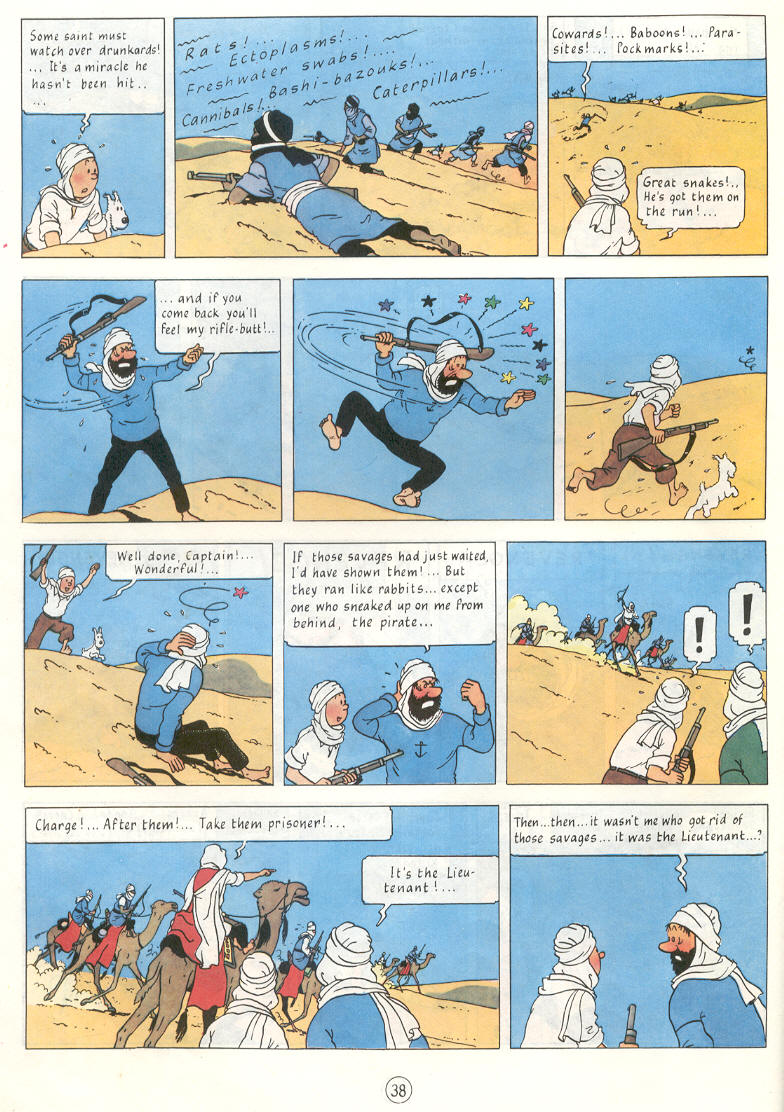 Some saint must
watch over drunkards!
... It's a miracle he
hasn't been hit..
...
Rats!...
Ectoplasms!...
Freshwater swabs!....
Bashi-bazouks!...
Cannibals!..
Caterpillars!...
Cowards!... Baboons!... Para-
sites!... Pockmarks!...
Great snakes!..
He's got them on
the run!...
... and if you
come back you'll
feel my rifle-butt!..
Well done, Captain!...
Wonderful!...
If those savages had just waited,
I'd have shown them!... But
they ran like rabbits... except
one who sneaked up on me from
behind, the pirate...
!
!
Charge!... After them!... Take them prisoner!...
It's the Lieu-
tenant!...
Then...then...it wasn't me who got rid of
those savages... it was the Lieutenant...?
38